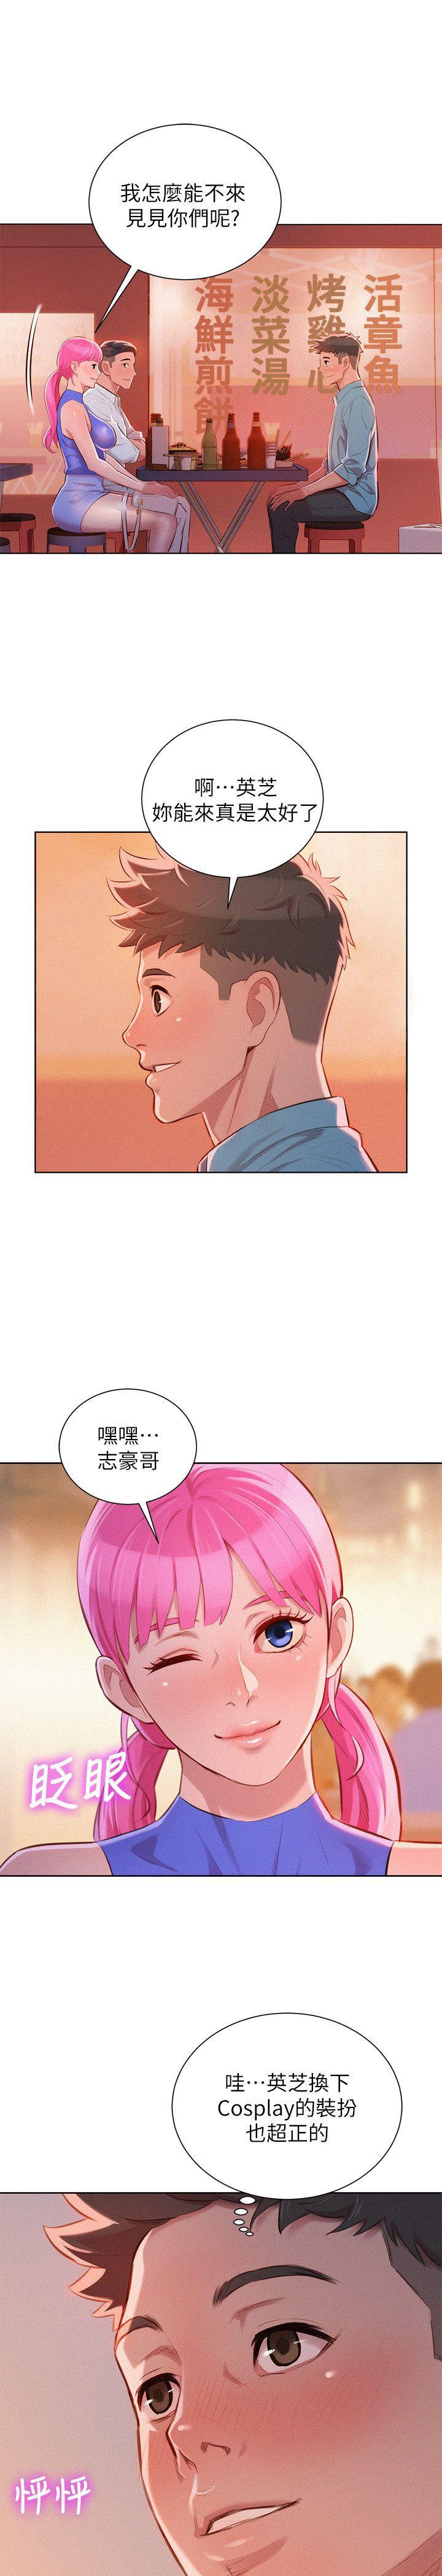 我怎麼能不來
見見你們呢?
活章魚
烤雞心
淡菜湯
海鮮煎餅
啊⋯英芝
妳能來真是太好了
嘿嘿⋯
志豪哥
眨眼
哇⋯英芝換下
Cosplay的裝扮
也超正的
怦怦